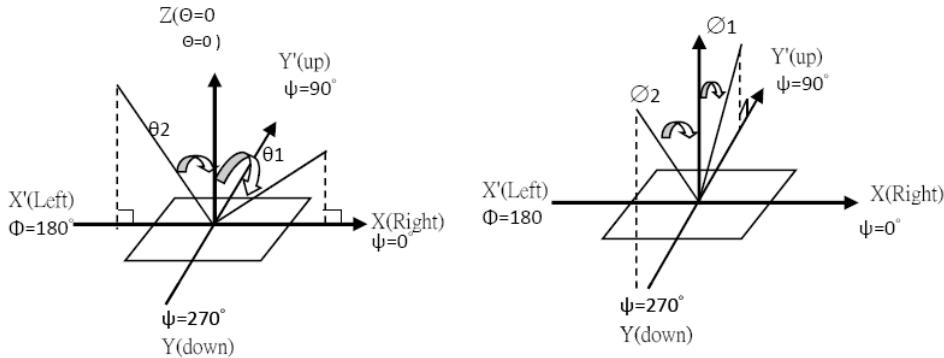 Z(Θ=0
Θ=0 )
Y'(up)
ψ=90°
θ2
θ1
X'(Left)
Φ=180°
X(Right)
ψ=0°
ψ=270°
Y(down)
∅1
Y'(up)
ψ=90°
∅2
X'(Left)
Φ=180
X(Right)
ψ=0°
ψ=270°
Y(down)